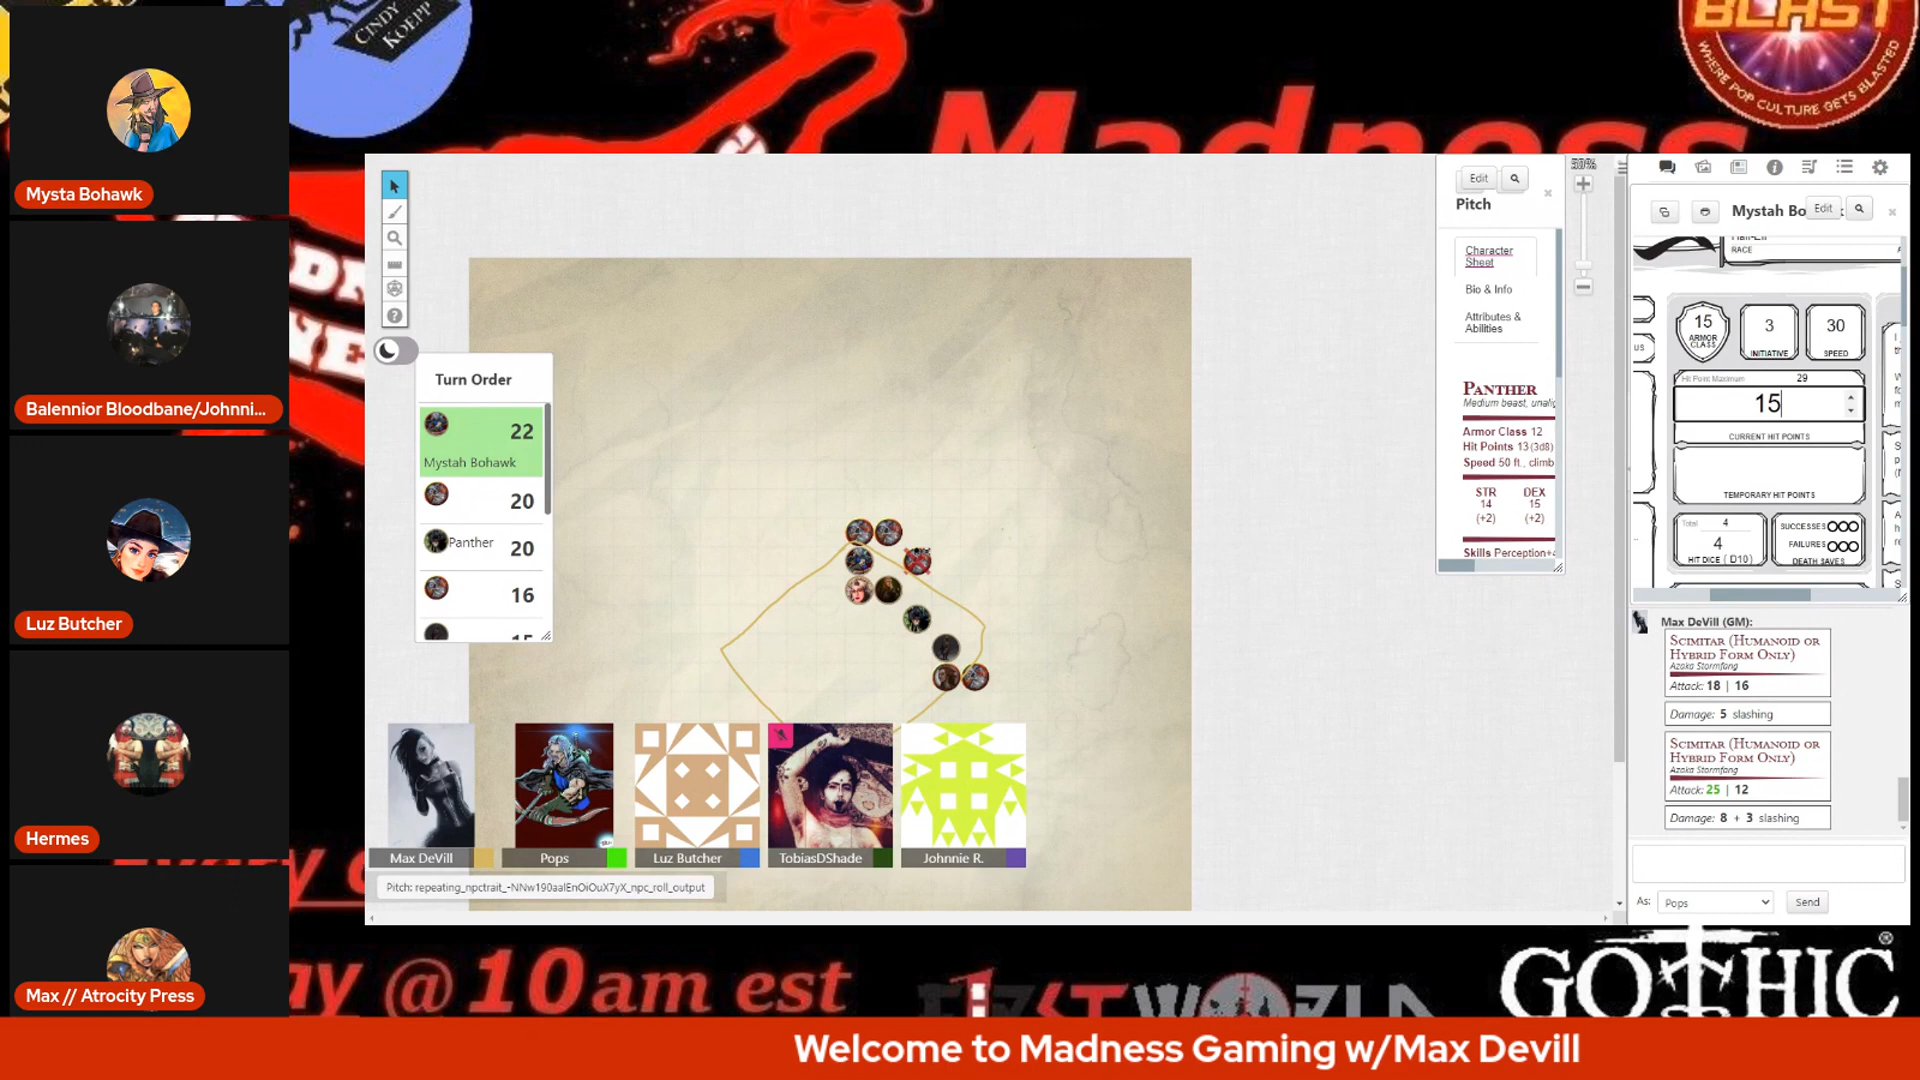 CINDY
KOEPP
BLAST
WHERE POP CULTURE GETS BLASTED
Madness
Mysta Bohawk
Balennior Bloodbane/Johnni...
Luz Butcher
Hermes
Max // Atrocity Press
Turn Order
22
Mystah Bohawk
20
Panther
20
16
15
Edit
Pitch
Character
Sheet
Bio & Info
Attributes &
Abilities
PANTHER
Medium beast, unalig
Armor Class 12
Hit Points 13 (3d8)
Speed 50 ft., climb
STR
DEX
14
15
(+2)
(+2)
Skills Perception+4
Mystah Bo
Edit
RACE
15
ARMOR
CLASS
3
INITIATIVE
30
SPEED
Hit Point Maximum
29
15
CURRENT HIT POINTS
TEMPORARY HIT POINTS
Total
4
4
HIT DICE (D10)
SUCCESSES
FAILURES
DEATH SAVES
Max DeVill (GM):
SCIMITAR (HUMANOID OR
HYBRID FORM ONLY)
Azaka Stormfang
Attack: 18 | 16
Damage: 5 slashing
SCIMITAR (HUMANOID OR
HYBRID FORM ONLY)
Azaka Stormfang
Attack: 25 | 12
Damage: 8 + 3 slashing
As:
Pops
Send
Max DeVill
Pops
Luz Butcher
TobiasDShade
Johnnie R.
Pitch: repeating_npctrait_-NNw190aalEnOiOuX7yX_npc_roll_output
ay @ 10am est
GOTHIC
®
Welcome to Madness Gaming w/Max Devill